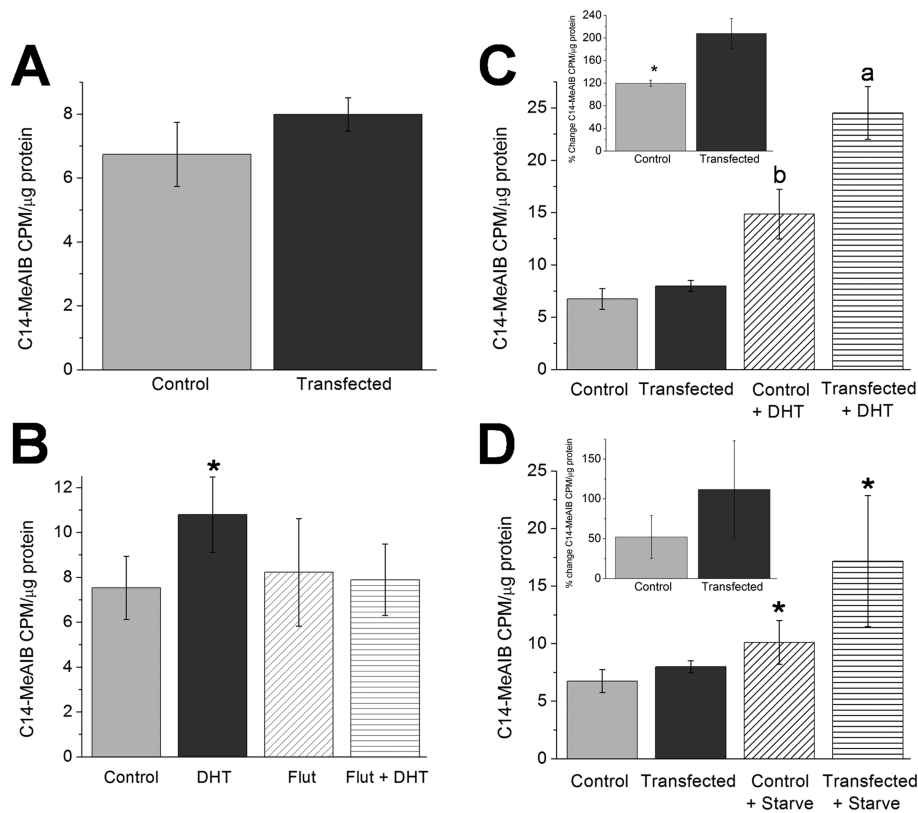 A
C14-MeAIB CPM/µg protein
8
6
4
2
0
Control
Transfected
B
C14-MeAIB CPM/µg protein
12
10
8
6
4
2
0
*
Control
DHT
Flut
Flut + DHT
C
C14-MeAIB CPM/µg protein
25
20
15
10
5
0
% Change C14-MeAIB CPM/µg protein
240
200
160
120
80
40
0
*
Control
Transfected
b
a
Control
Transfected
Control
+ DHT
Transfected
+ DHT
D
C14-MeAIB CPM/µg protein
25
20
15
10
5
0
% change C14-MeAIB CPM/µg protein
150
100
50
0
Control
Transfected
*
*
Control
Transfected
Control
+ Starve
Transfected
+ Starve